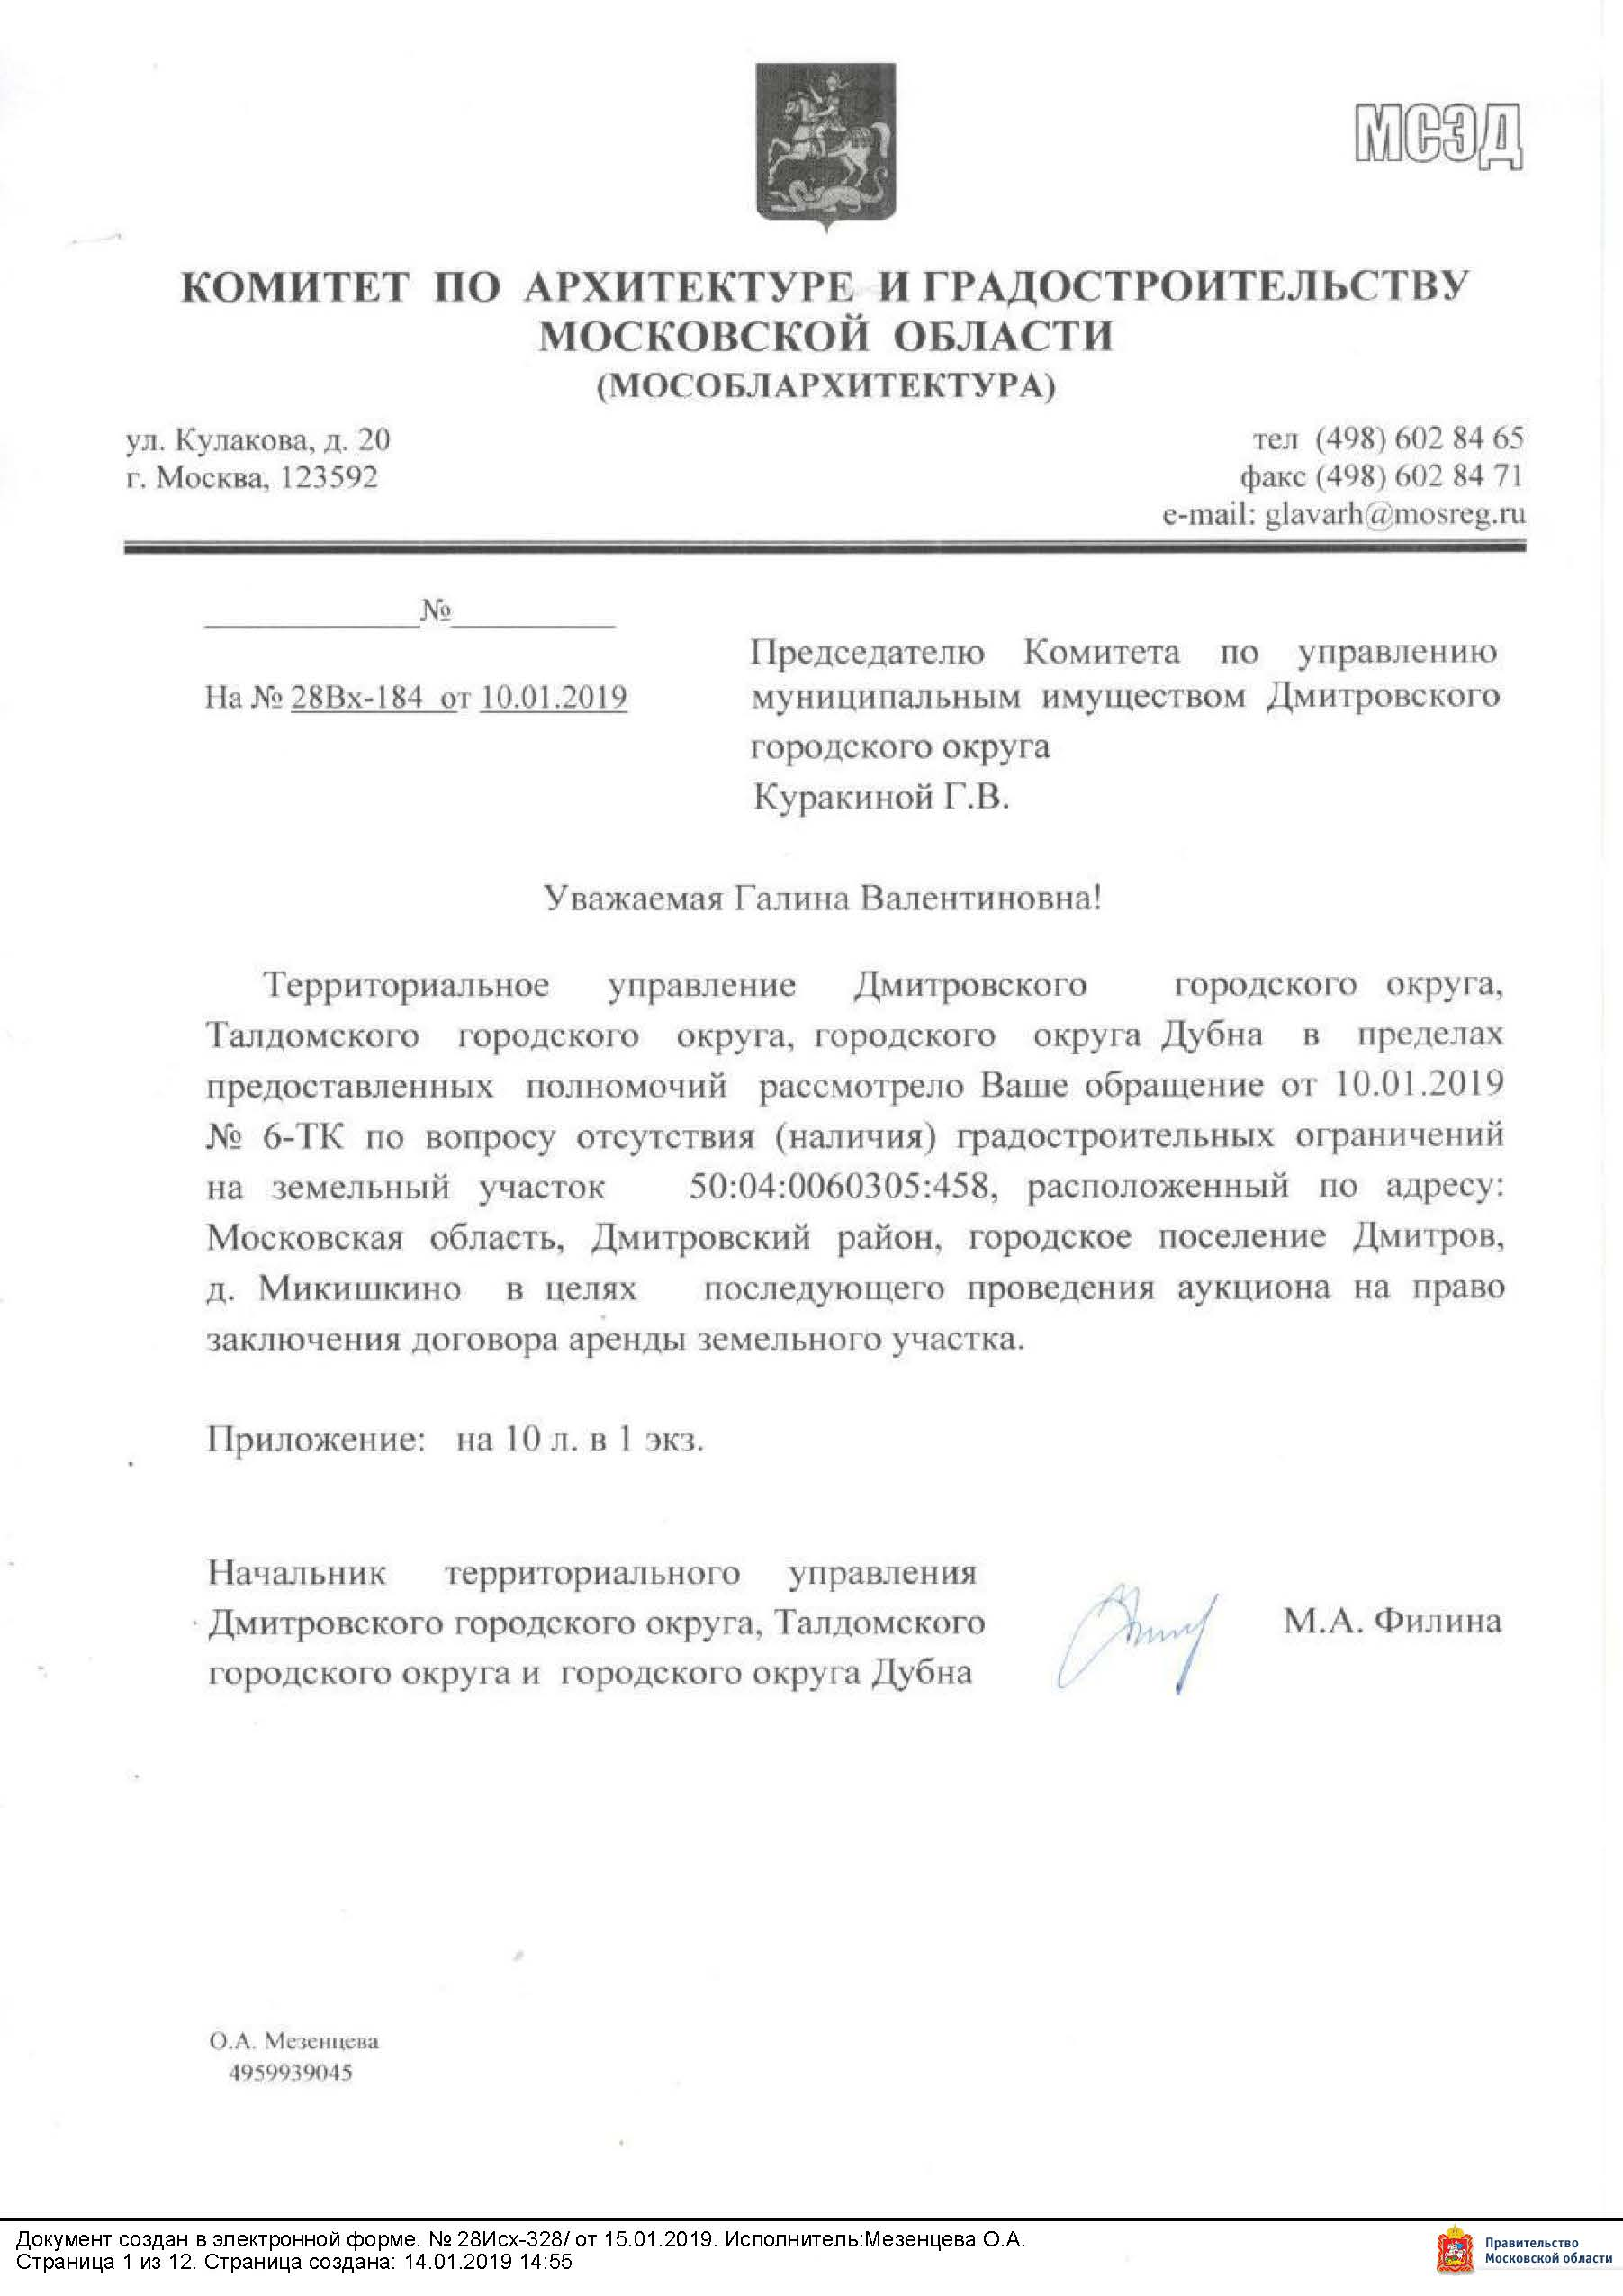 МСЭД
КОМИТЕТ ПО АРХИТЕКТУРЕ И ГРАДОСТРОИТЕЛЬСТВУ
МОСКОВСКОЙ ОБЛАСТИ
(МОСОБЛАРХИТЕКТУРА)
ул. Кулакова, д. 20
г. Москва, 123592
тел (498) 602 84 65
факс (498) 602 84 71
e-mail: glavarh@mosreg.ru
____________№_________
На № 28Вх-184 от 10.01.2019
Председателю Комитета по управлению
муниципальным имуществом Дмитровского
городского округа
Куракиной Г.В.
Уважаемая Галина Валентиновна!
Территориальное управление Дмитровского городского округа,
Талдомского городского округа, городского округа Дубна в пределах
предоставленных полномочий рассмотрело Ваше обращение от 10.01.2019
№ 6-ТК по вопросу отсутствия (наличия) градостроительных ограничений
на земельный участок 50:04:0060305:458, расположенный по адресу:
Московская область, Дмитровский район, городское поселение Дмитров,
д. Микишкино в целях последующего проведения аукциона на право
заключения договора аренды земельного участка.
Приложение: на 10 л. в 1 экз.
Начальник территориального управления
Дмитровского городского округа, Талдомского
городского округа и городского округа Дубна
М.А. Филина
О.А. Мезенцева
4959939045
Документ создан в электронной форме. № 28Исх-328/ от 15.01.2019. Исполнитель:Мезенцева О.А.
Страница 1 из 12. Страница создана: 14.01.2019 14:55
Правительство
Московской области